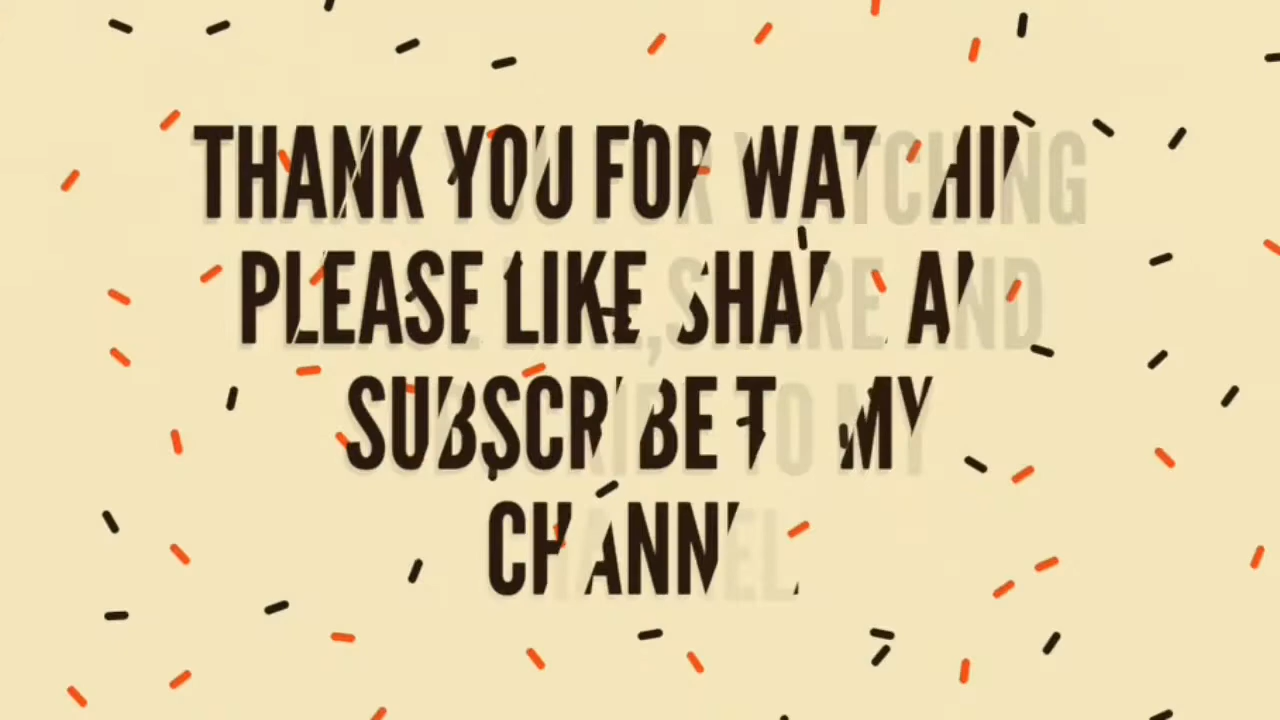 THANK YOU FOR WATCHING
PLEASE LIKE,SHARE AND
SUBSCRIBE TO MY
CHANNEL